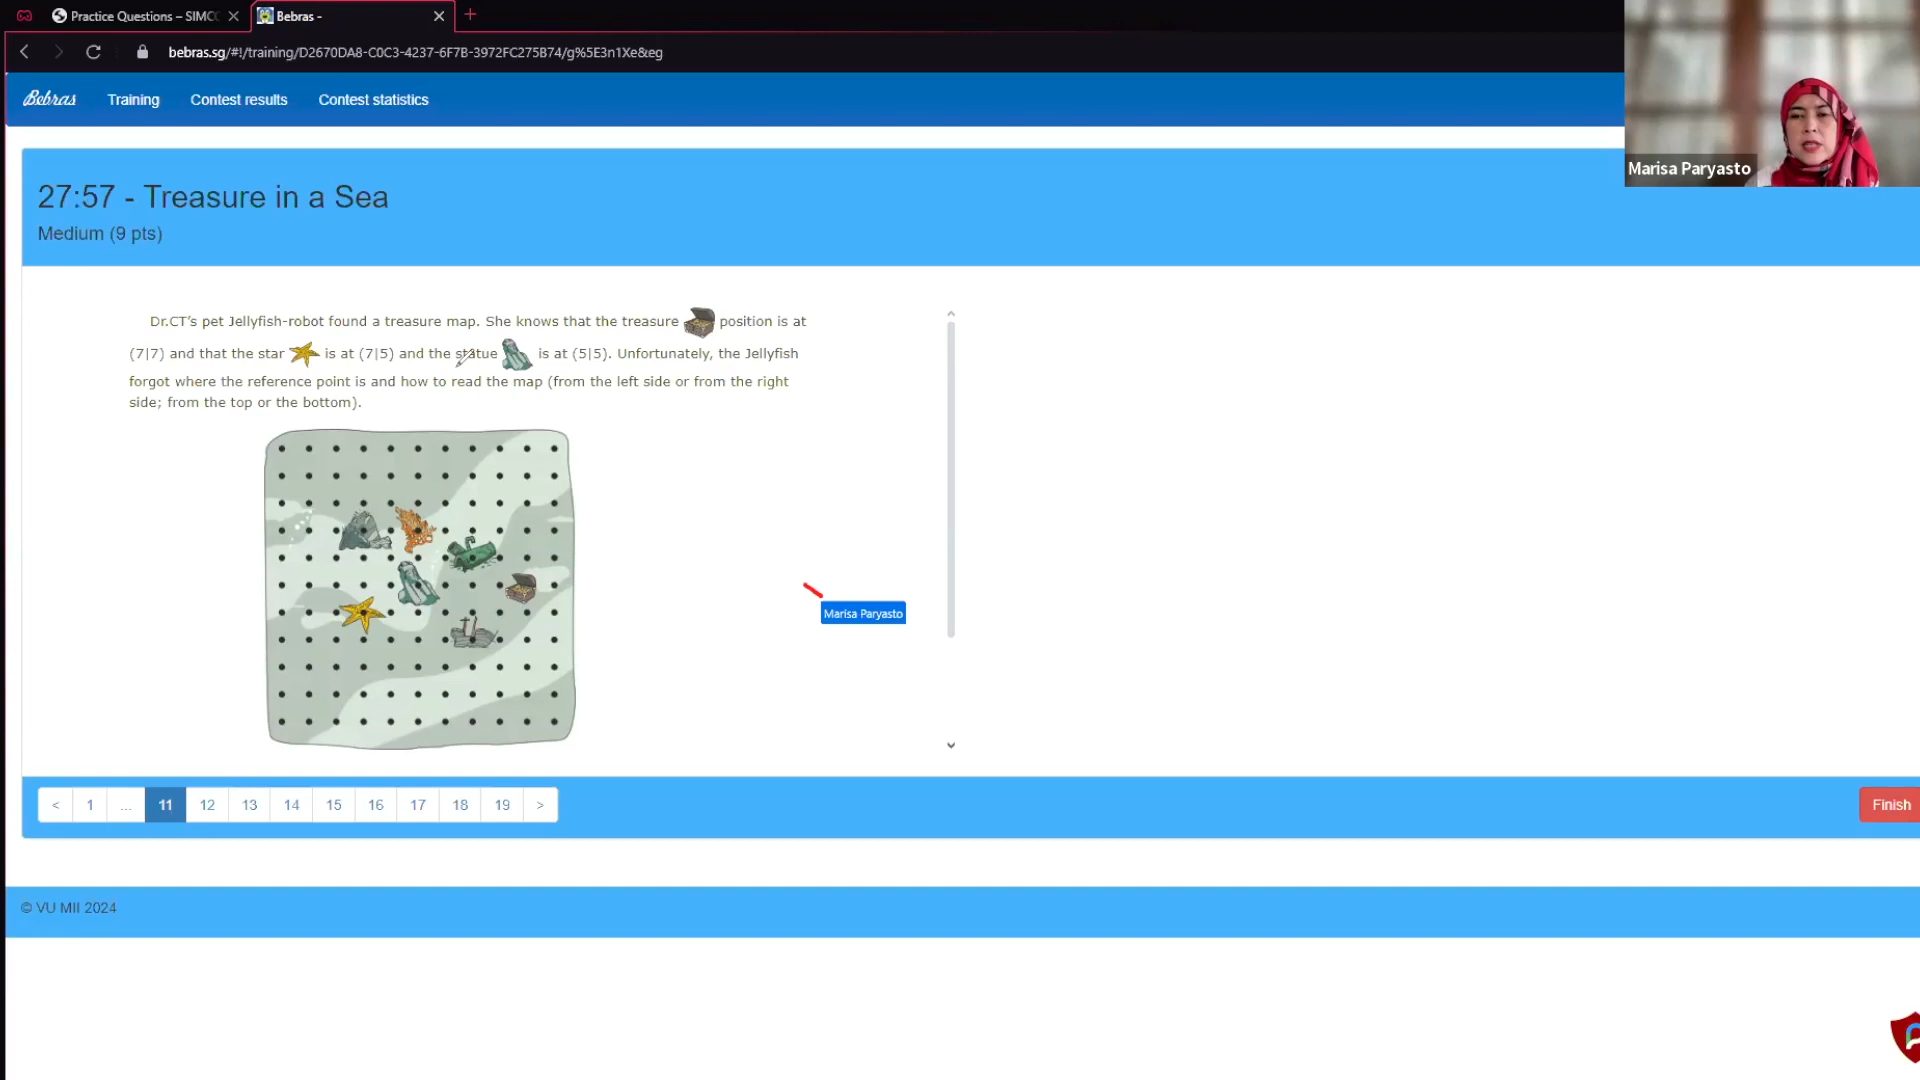 Practice Questions – SIMCC
Bebras -
bebras.sg/#!/training/D2670DA8-C0C3-4237-6F7B-3972FC275B74/g%5E3n1Xe&eg
Bebras Training Contest results Contest statistics
Marisa Paryasto
27:57 - Treasure in a Sea
Medium (9 pts)
Dr.CT's pet Jellyfish-robot found a treasure map. She knows that the treasure position is at
(7|7) and that the star is at (7|5) and the statue is at (5|5). Unfortunately, the Jellyfish
forgot where the reference point is and how to read the map (from the left side or from the right
side; from the top or the bottom).
Marisa Paryasto
< 1 ... 11 12 13 14 15 16 17 18 19 >
Finish
© VU MII 2024